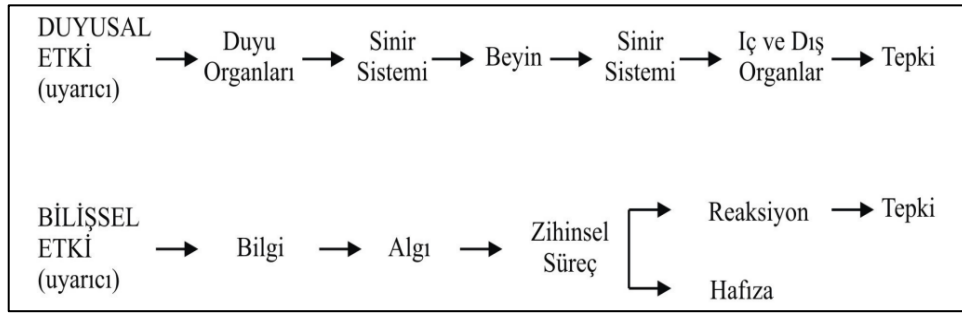 DUYUSAL
ETKİ
(uyarıcı)
Duyu
Organları
Sinir
Sistemi
Beyin
Sinir
Sistemi
Iç ve Dış
Organlar
Tepki
BİLİŞSEL
ETKİ
(uyarıcı)
Bilgi
Algı
Zihinsel
Süreç
Reaksiyon
Tepki
Hafıza